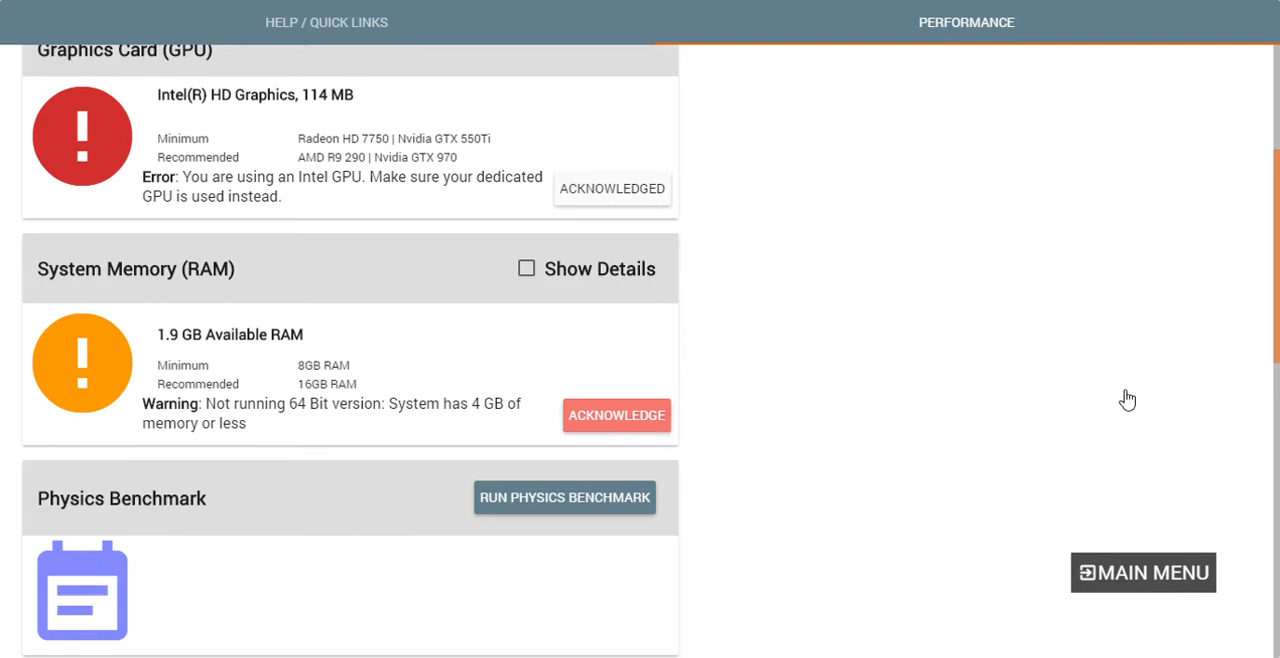 HELP / QUICK LINKS
PERFORMANCE
Graphics Card (GPU)
Intel(R) HD Graphics, 114 MB
Minimum Radeon HD 7750 | Nvidia GTX 550Ti
Recommended AMD R9 290 | Nvidia GTX 970
Error: You are using an Intel GPU. Make sure your dedicated
GPU is used instead.
ACKNOWLEDGED
System Memory (RAM)
Show Details
1.9 GB Available RAM
Minimum 8GB RAM
Recommended 16GB RAM
Warning: Not running 64 Bit version: System has 4 GB of
memory or less
ACKNOWLEDGE
Physics Benchmark
RUN PHYSICS BENCHMARK
MAIN MENU